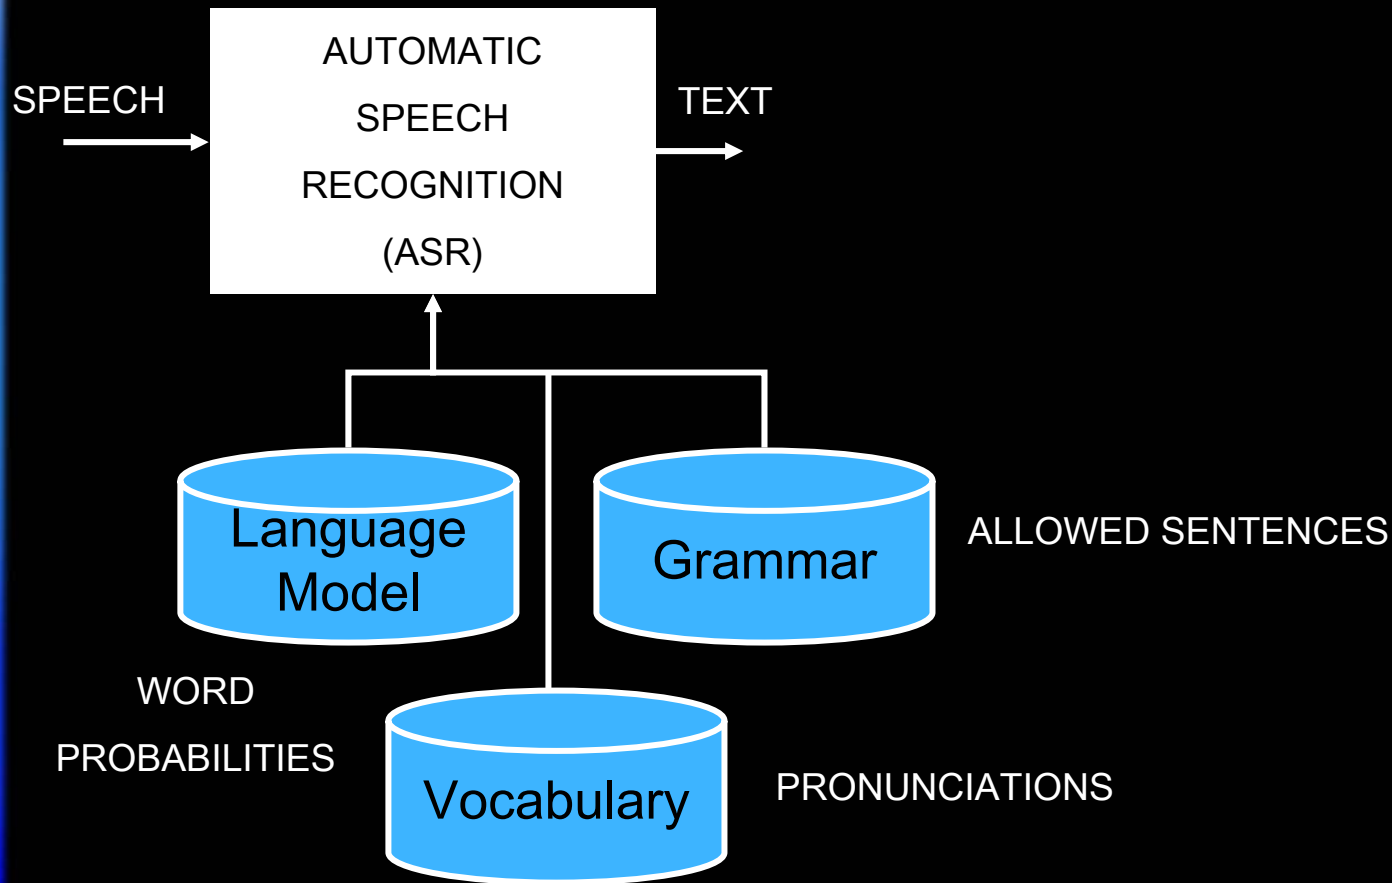 AUTOMATIC
SPEECH
RECOGNITION
(ASR)
SPEECH
TEXT
Language
Model
Grammar
ALLOWED SENTENCES
WORD
PROBABILITIES
Vocabulary
PRONUNCIATIONS